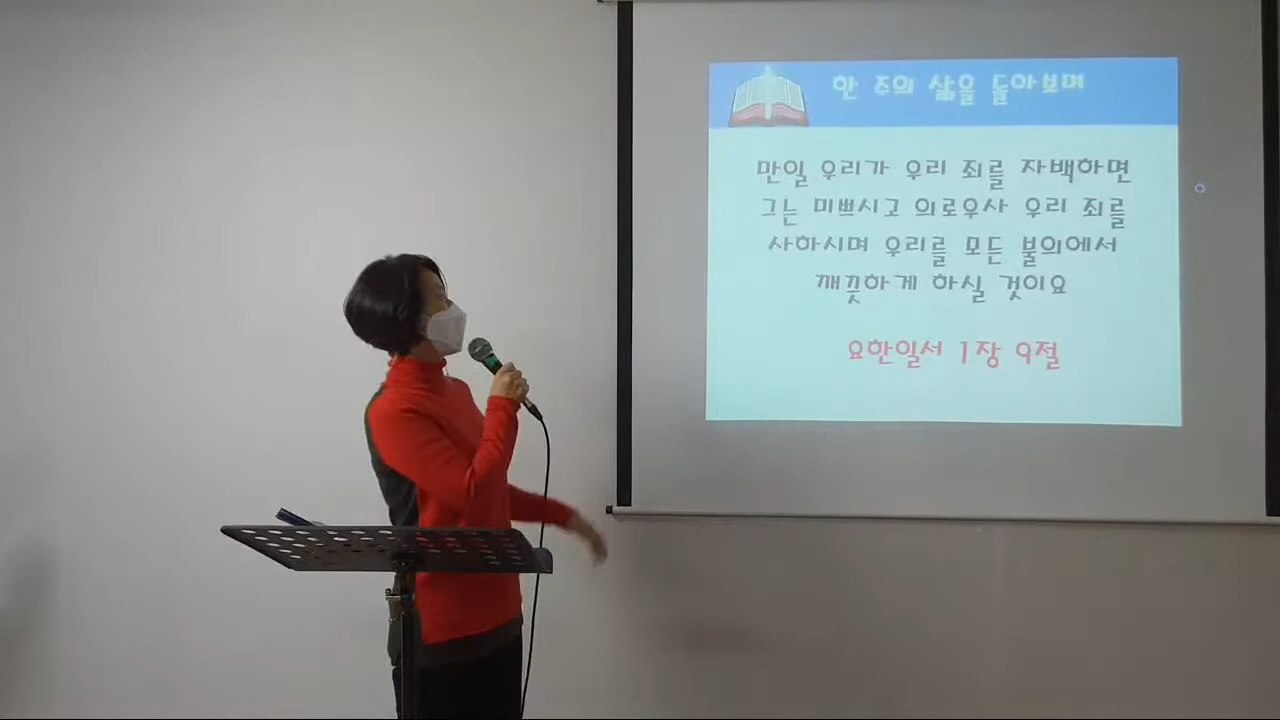 한 주의 삶을 돌아보며
만일 우리가 우리 죄를 자백하면
그는 미쁘시고 의로우사 우리 죄를
사하시며 우리를 모든 불의에서
깨끗하게 하실 것이요
요한일서 1장 9절